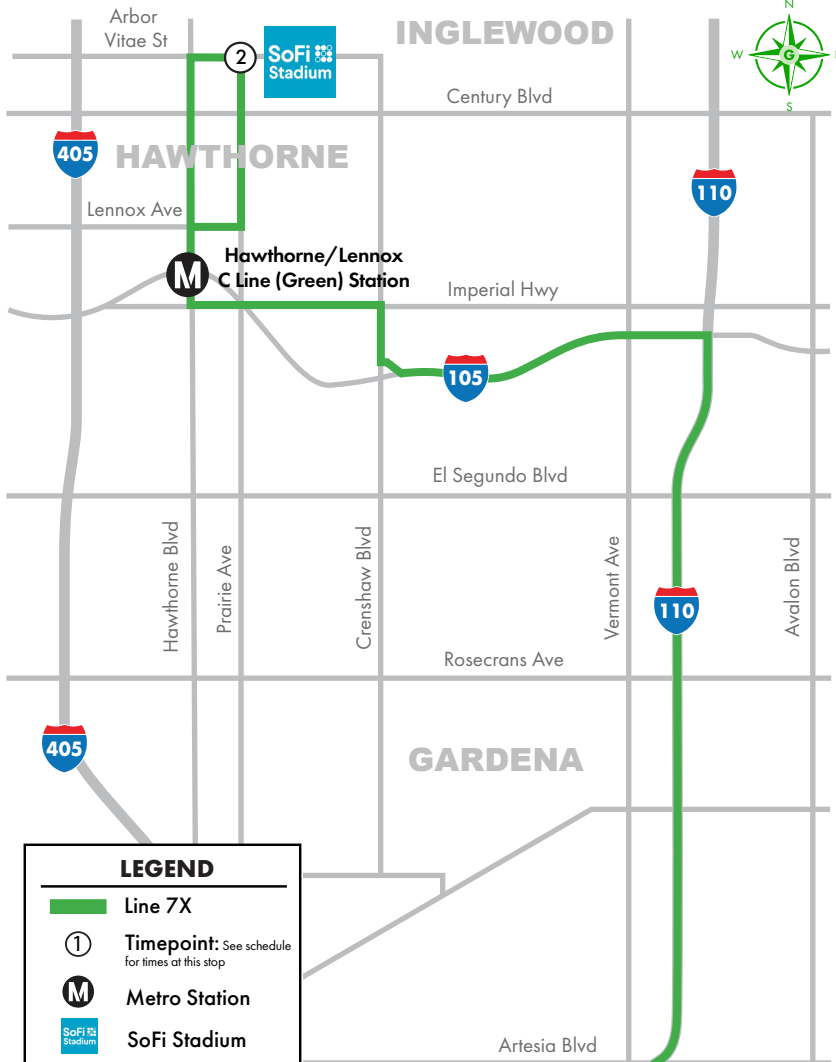 Arbor
Vitae St
INGLEWOOD
N
W
G
S
2
SoFi
Stadium
Century Blvd
405
HAWTHORNE
110
Lennox Ave
Hawthorne/Lennox
C Line (Green) Station
M
Imperial Hwy
105
El Segundo Blvd
Hawthorne Blvd
Prairie Ave
Crenshaw Blvd
Vermont Ave
Avalon Blvd
110
Rosecrans Ave
405
GARDENA
LEGEND
Line 7X
1
Timepoint: See schedule
for times at this stop
M
Metro Station
SoFi
Stadium
SoFi Stadium
Artesia Blvd